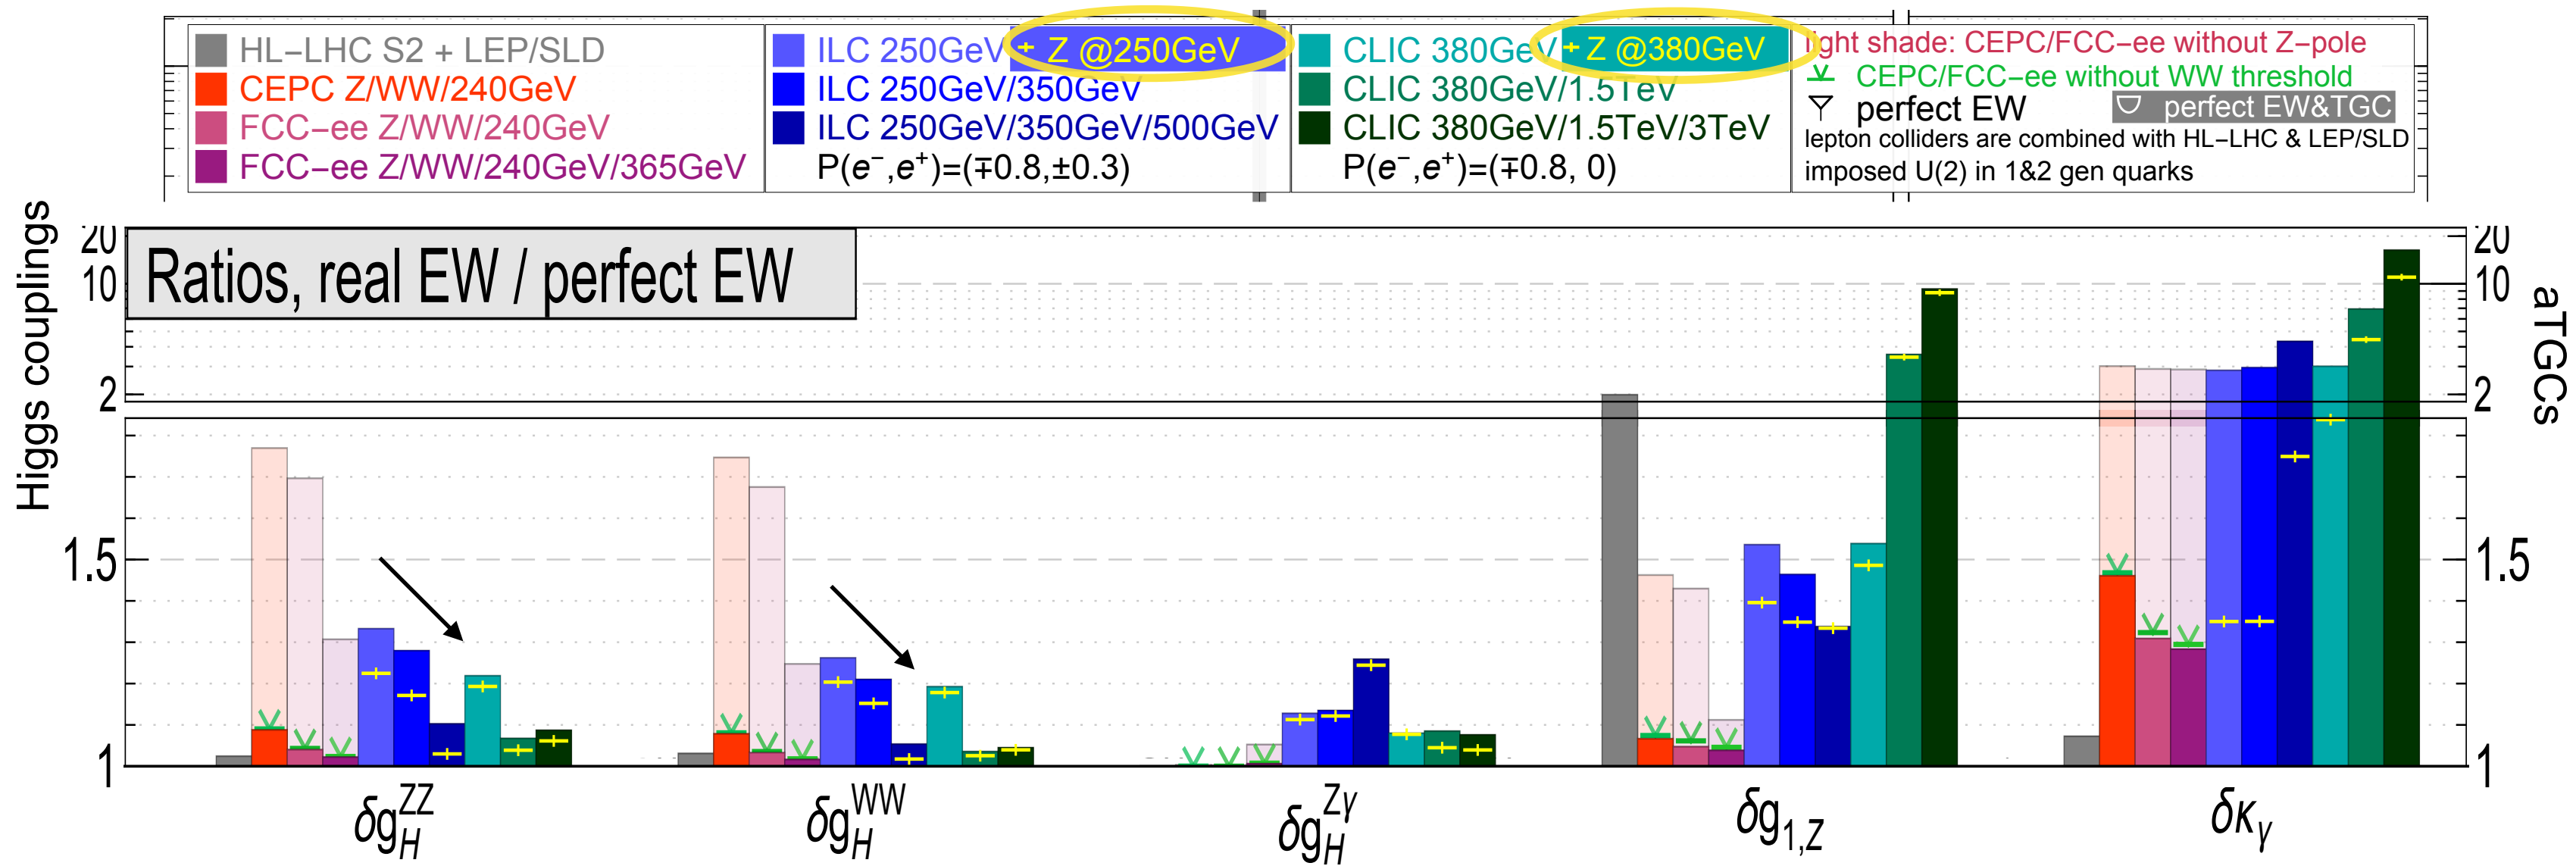 HL−LHC S2 + LEP/SLD
CEPC Z/WW/240GeV
FCC−ee Z/WW/240GeV
FCC−ee Z/WW/240GeV/365GeV
ILC 250GeV + Z @250GeV
ILC 250GeV/350GeV
ILC 250GeV/350GeV/500GeV
P(e⁻,e⁺)=(∓0.8,±0.3)
CLIC 380GeV + Z @380GeV
CLIC 380GeV/1.5TeV
CLIC 380GeV/1.5TeV/3TeV
P(e⁻,e⁺)=(∓0.8, 0)
light shade: CEPC/FCC−ee without Z−pole
CEPC/FCC−ee without WW threshold
perfect EW perfect EW&TGC
lepton colliders are combined with HL−LHC & LEP/SLD
imposed U(2) in 1&2 gen quarks
Higgs couplings
20
10
2
1.5
1
Ratios, real EW / perfect EW
20
10
2
1.5
1
aTGCs
δg_H^ZZ
δg_H^WW
δg_H^Zγ
δg_1,Z
δκ_γ